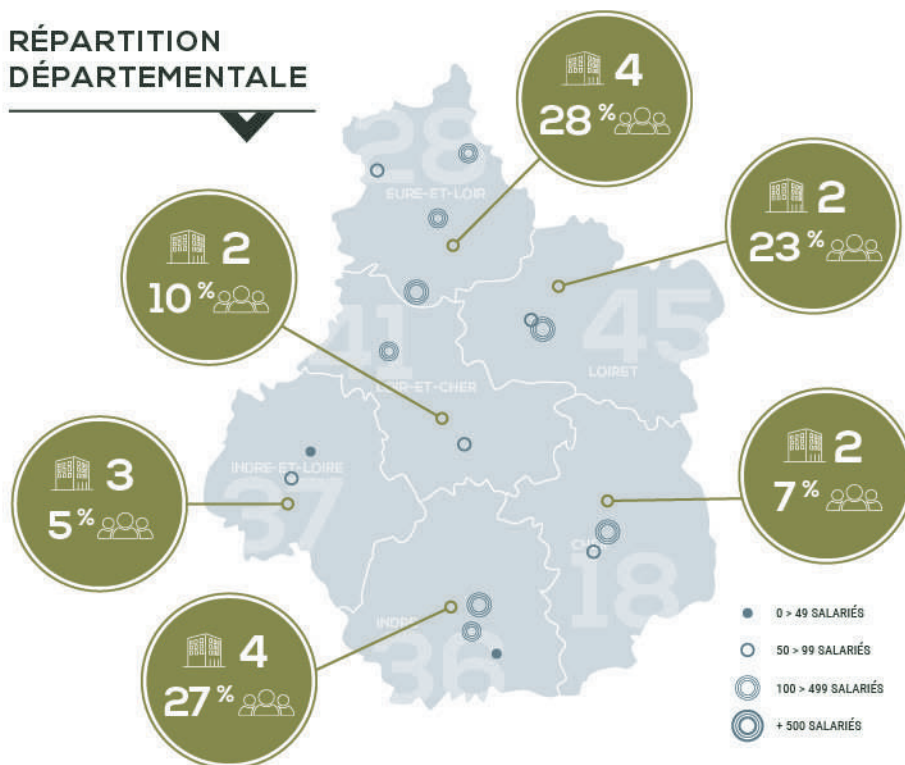 RÉPARTITION
DÉPARTEMENTALE
4
28 %
2
23 %
2
10 %
3
5 %
2
7 %
4
27 %
28
EURE-ET-LOIR
41
LOIR-ET-CHER
45
LOIRET
INDRE-ET-LOIRE
37
CHER
18
INDRE
36
0 > 49 SALARIÉS
50 > 99 SALARIÉS
100 > 499 SALARIÉS
+ 500 SALARIÉS